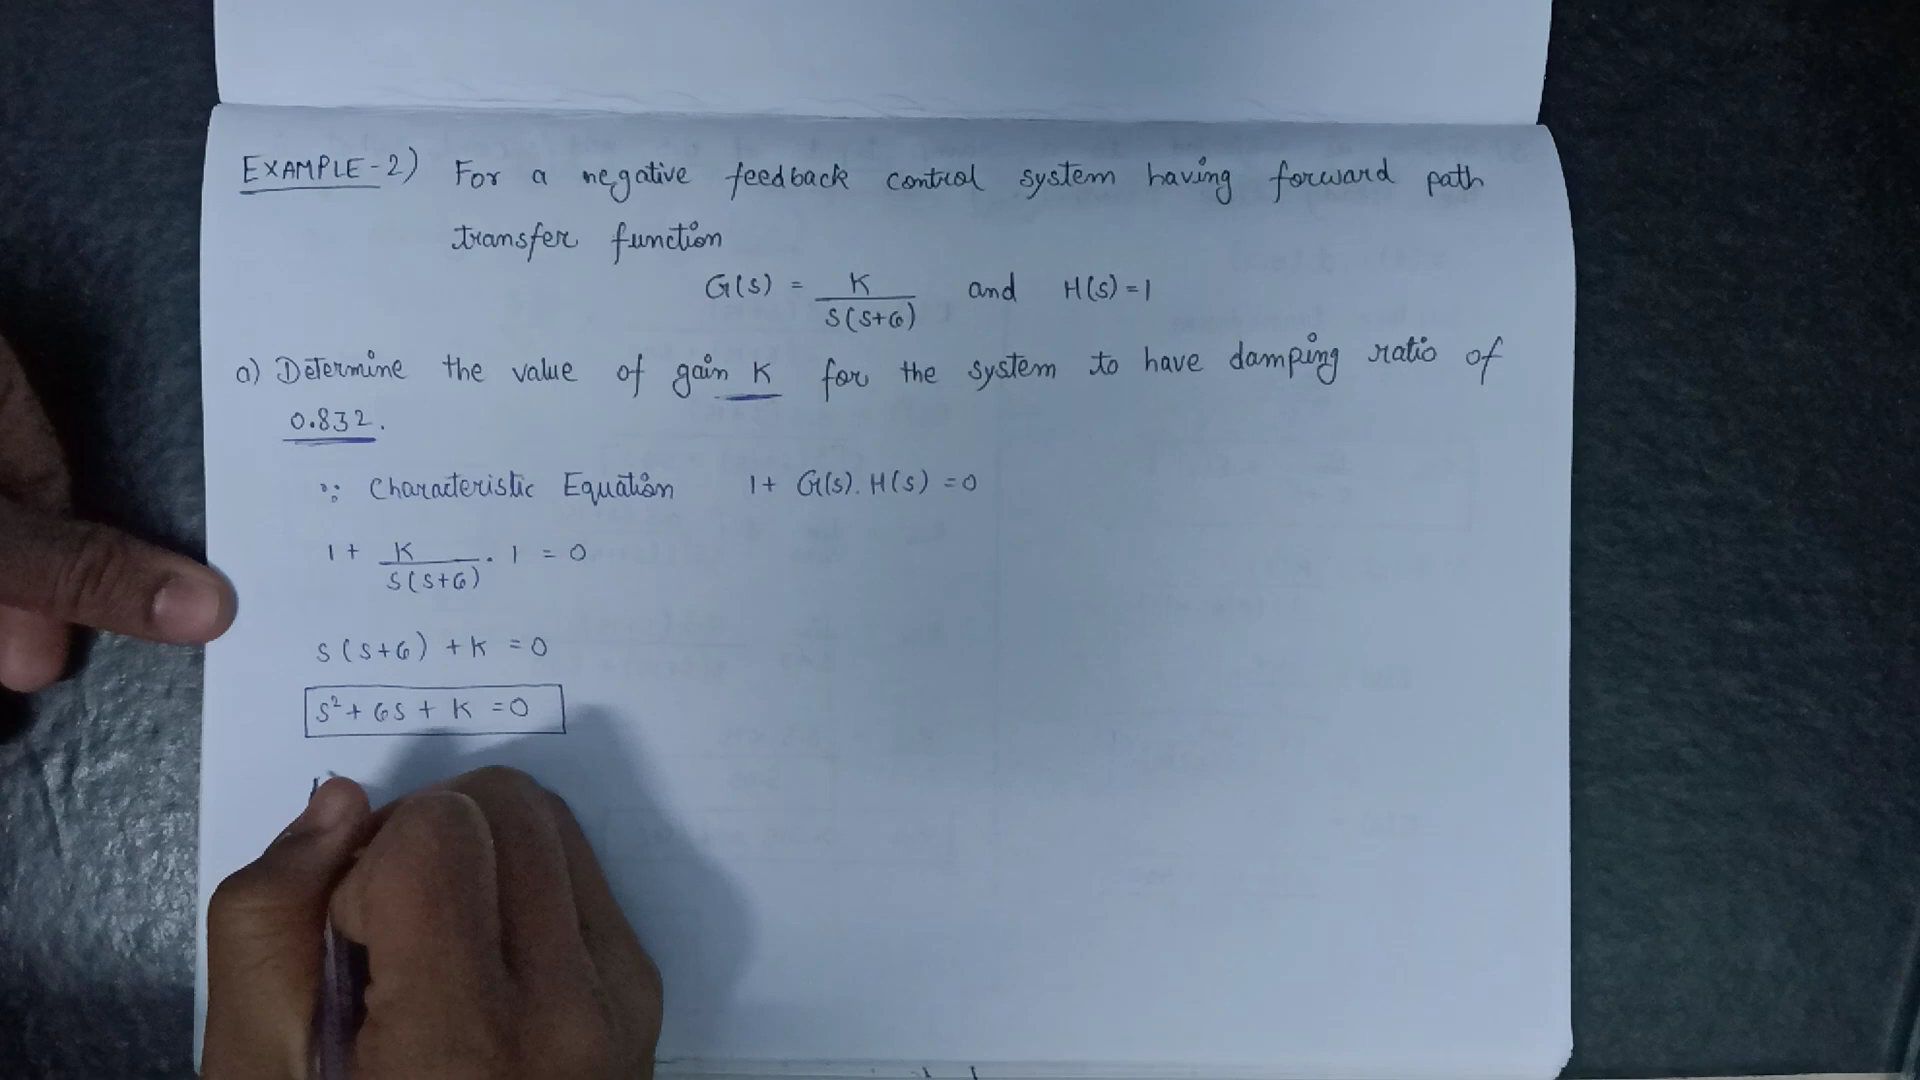 EXAMPLE-2) For a negative feedback control system having forward path
transfer function
G(s) = K / s(s+6) and H(s)=1
a) Determine the value of gain K for the system to have damping ratio of
0.832.
∴ Characteristic Equation 1+ G(s). H(s) =0
1 + K / s(s+6) . 1 = 0
s(s+6) +K =0
s²+ 6s + K =0